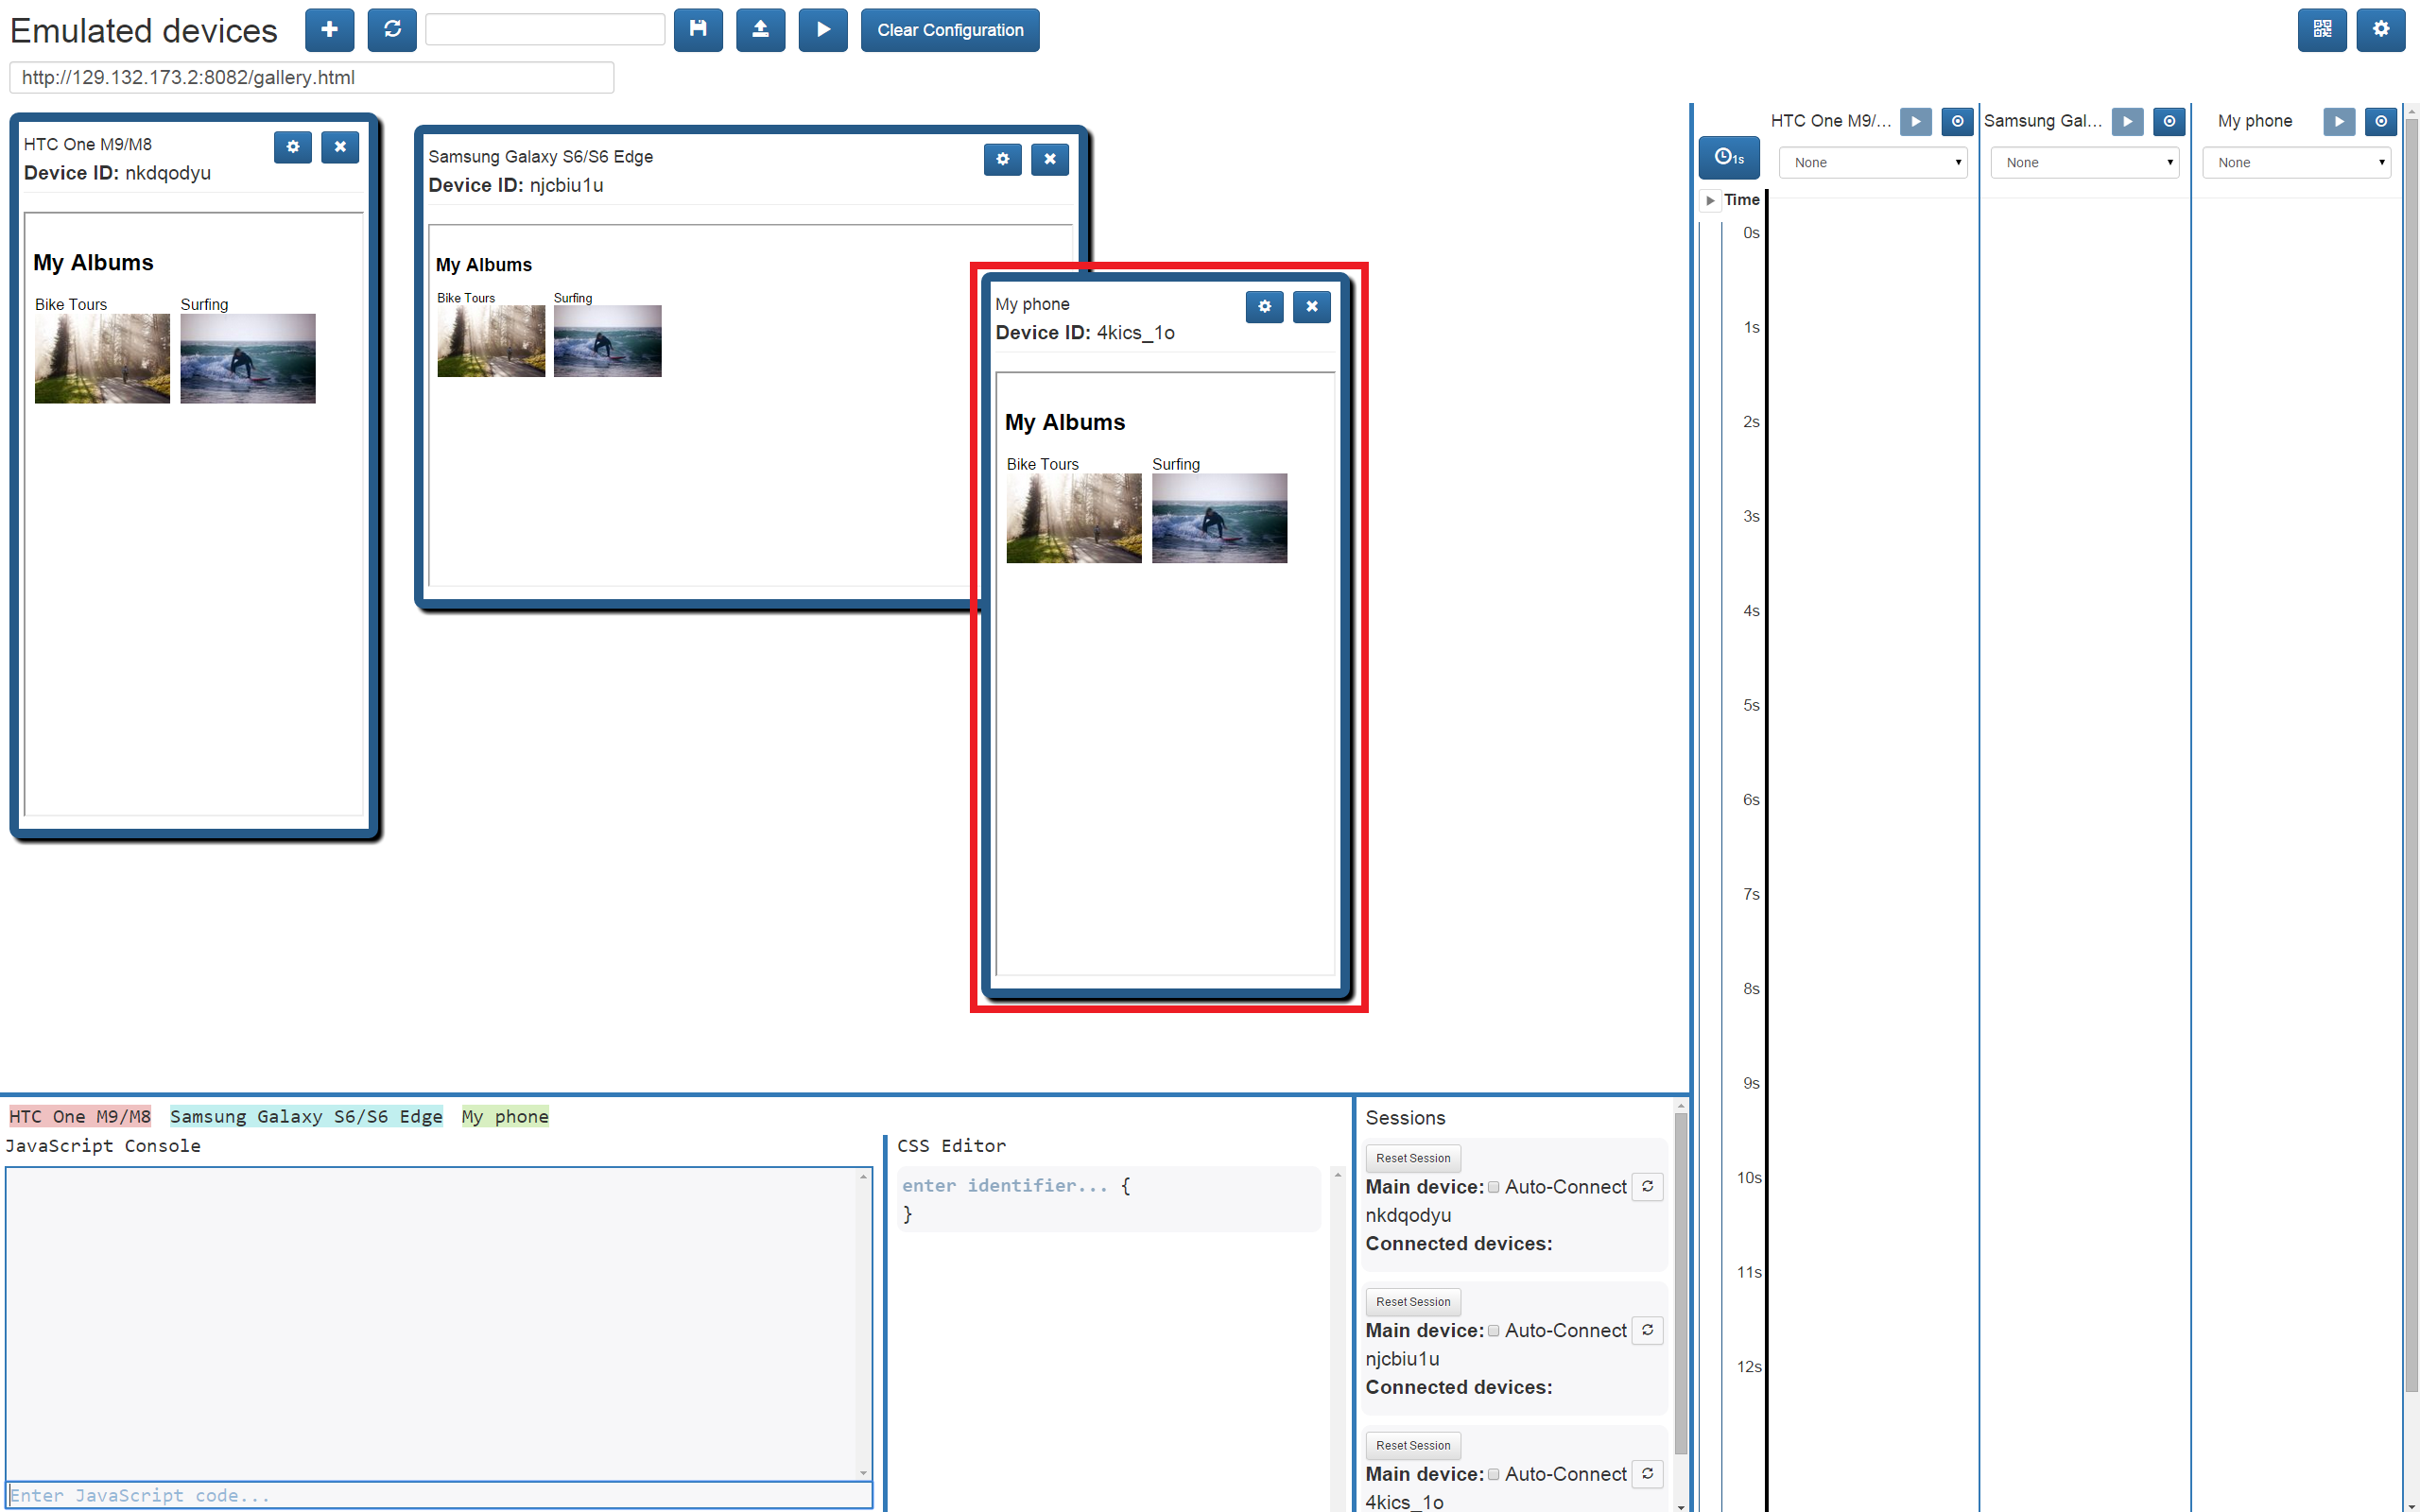 Emulated devices
Clear Configuration
http://129.132.173.2:8082/gallery.html
HTC One M9/M8
Device ID: nkdqodyu
My Albums
Bike Tours Surfing
Samsung Galaxy S6/S6 Edge
Device ID: njcbiu1u
My Albums
Bike Tours Surfing
My phone
Device ID: 4kics_1o
My Albums
Bike Tours Surfing
HTC One M9/... Samsung Gal... My phone
1s
None None None
Time
0s
1s
2s
3s
4s
5s
6s
7s
8s
9s
10s
11s
12s
HTC One M9/M8 Samsung Galaxy S6/S6 Edge My phone
JavaScript Console
Enter JavaScript code...
CSS Editor
enter identifier... {
}
Sessions
Reset Session
Main device: Auto-Connect
nkdqodyu
Connected devices:
Reset Session
Main device: Auto-Connect
njcbiu1u
Connected devices:
Reset Session
Main device: Auto-Connect
4kics_1o